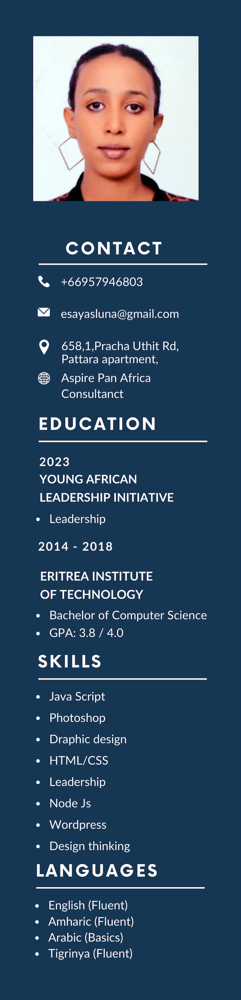 CONTACT
+66957946803
esayasluna@gmail.com
658,1,Pracha Uthit Rd,
Pattara apartment,
Aspire Pan Africa
Consultanct
EDUCATION
2023
YOUNG AFRICAN
LEADERSHIP INITIATIVE
• Leadership
2014 - 2018
ERITREA INSTITUTE
OF TECHNOLOGY
• Bachelor of Computer Science
• GPA: 3.8 / 4.0
SKILLS
• Java Script
• Photoshop
• Draphic design
• HTML/CSS
• Leadership
• Node Js
• Wordpress
• Design thinking
LANGUAGES
• English (Fluent)
• Amharic (Fluent)
• Arabic (Basics)
• Tigrinya (Fluent)